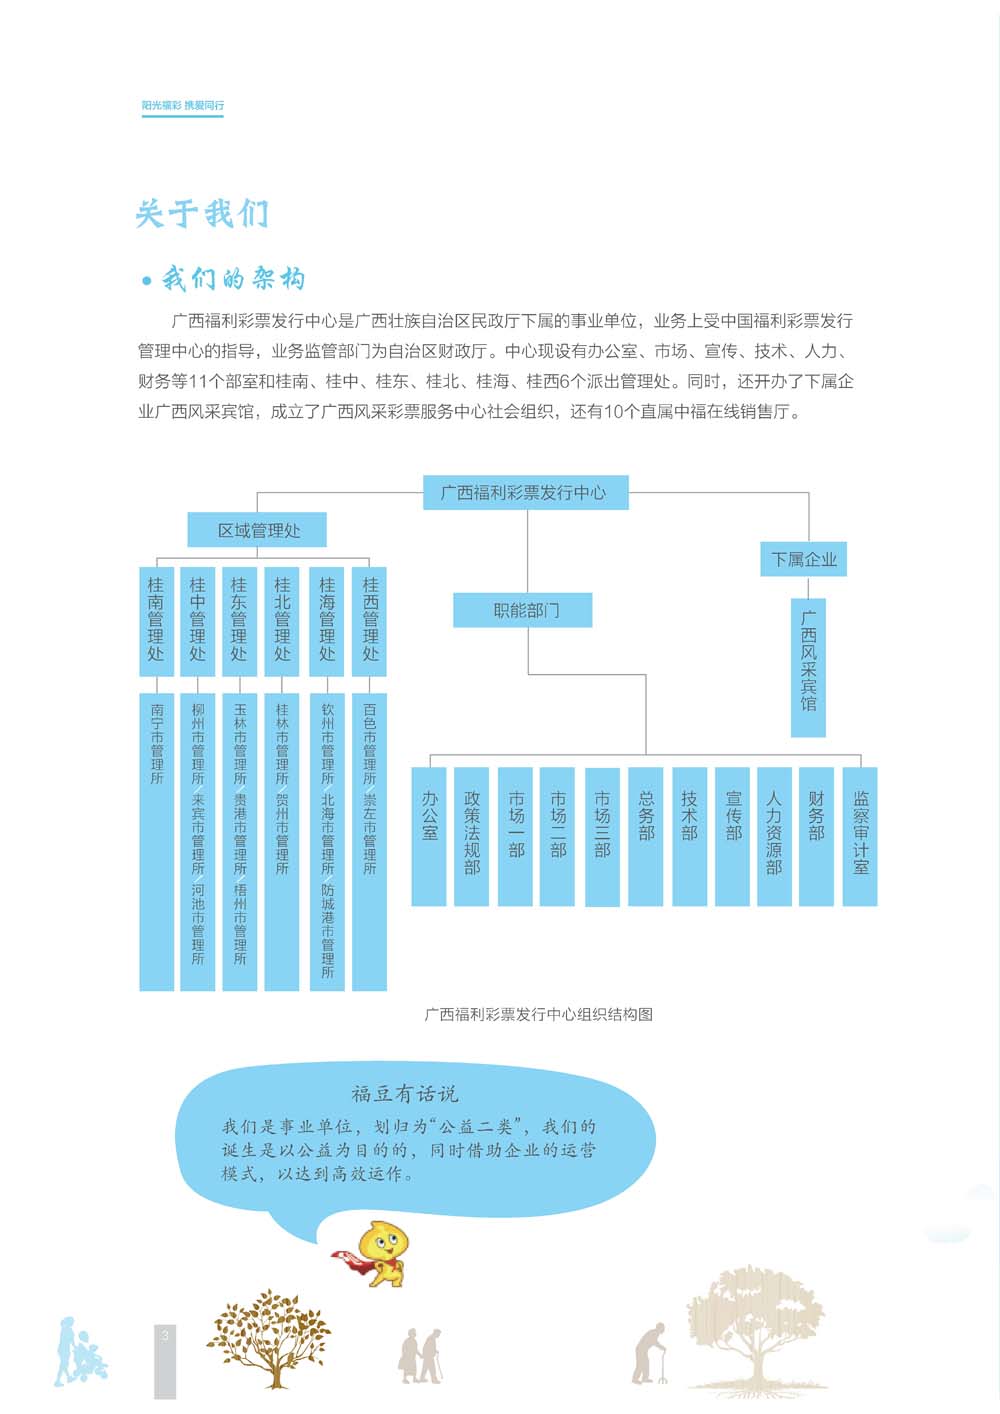 阳光福彩 携爱同行
关于我们
• 我们的架构
广西福利彩票发行中心是广西壮族自治区民政厅下属的事业单位，业务上受中国福利彩票发行
管理中心的指导，业务监管部门为自治区财政厅。中心现设有办公室、市场、宣传、技术、人力、
财务等11个部室和桂南、桂中、桂东、桂北、桂海、桂西6个派出管理处。同时，还开办了下属企
业广西风采宾馆，成立了广西风采彩票服务中心社会组织，还有10个直属中福在线销售厅。
广西福利彩票发行中心
区域管理处
下属企业
职能部门
桂南管理处
桂中管理处
桂东管理处
桂北管理处
桂海管理处
桂西管理处
广西风采宾馆
南宁市管理所
柳州市管理所／来宾市管理所／河池市管理所
玉林市管理所／贵港市管理所／梧州市管理所
桂林市管理所／贺州市管理所
钦州市管理所／北海市管理所／防城港市管理所
百色市管理所／崇左市管理所
办公室
政策法规部
市场一部
市场二部
市场三部
总务部
技术部
宣传部
人力资源部
财务部
监察审计室
广西福利彩票发行中心组织结构图
福豆有话说
我们是事业单位，划归为“公益二类”，我们的
诞生是以公益为目的的，同时借助企业的运营
模式，以达到高效运作。
3